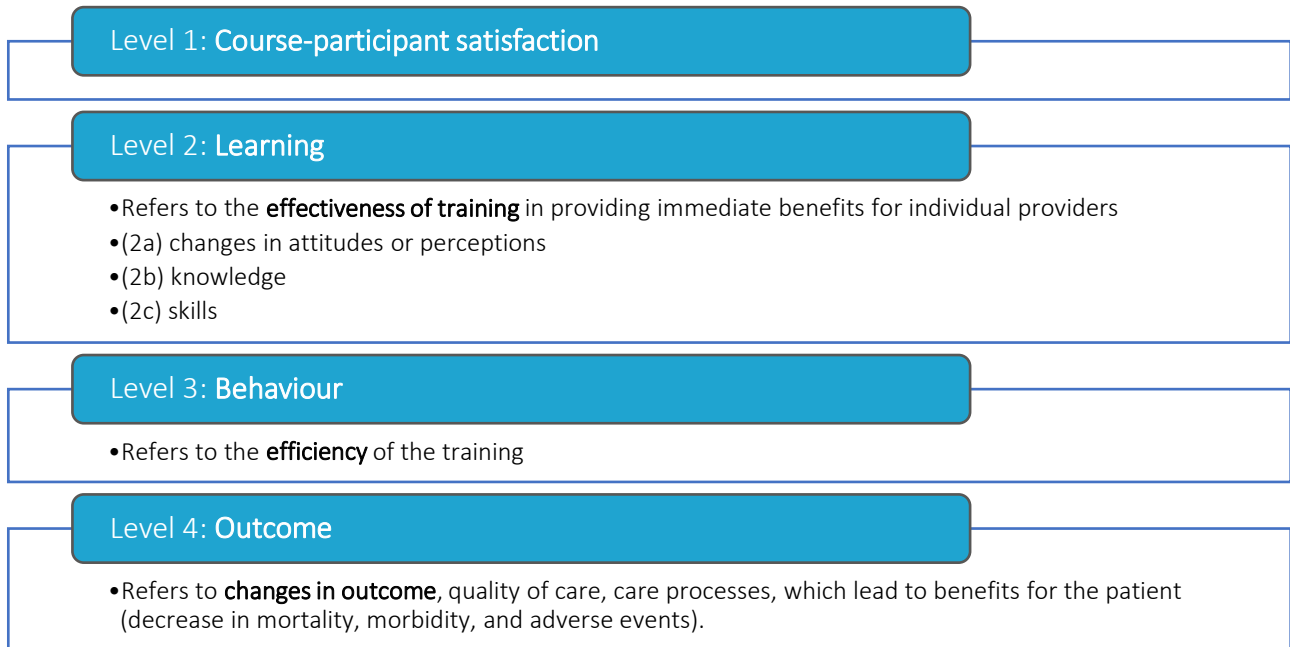 Level 1: Course-participant satisfaction
Level 2: Learning
•Refers to the effectiveness of training in providing immediate benefits for individual providers
•(2a) changes in attitudes or perceptions
•(2b) knowledge
•(2c) skills
Level 3: Behaviour
•Refers to the efficiency of the training
Level 4: Outcome
•Refers to changes in outcome, quality of care, care processes, which lead to benefits for the patient
(decrease in mortality, morbidity, and adverse events).